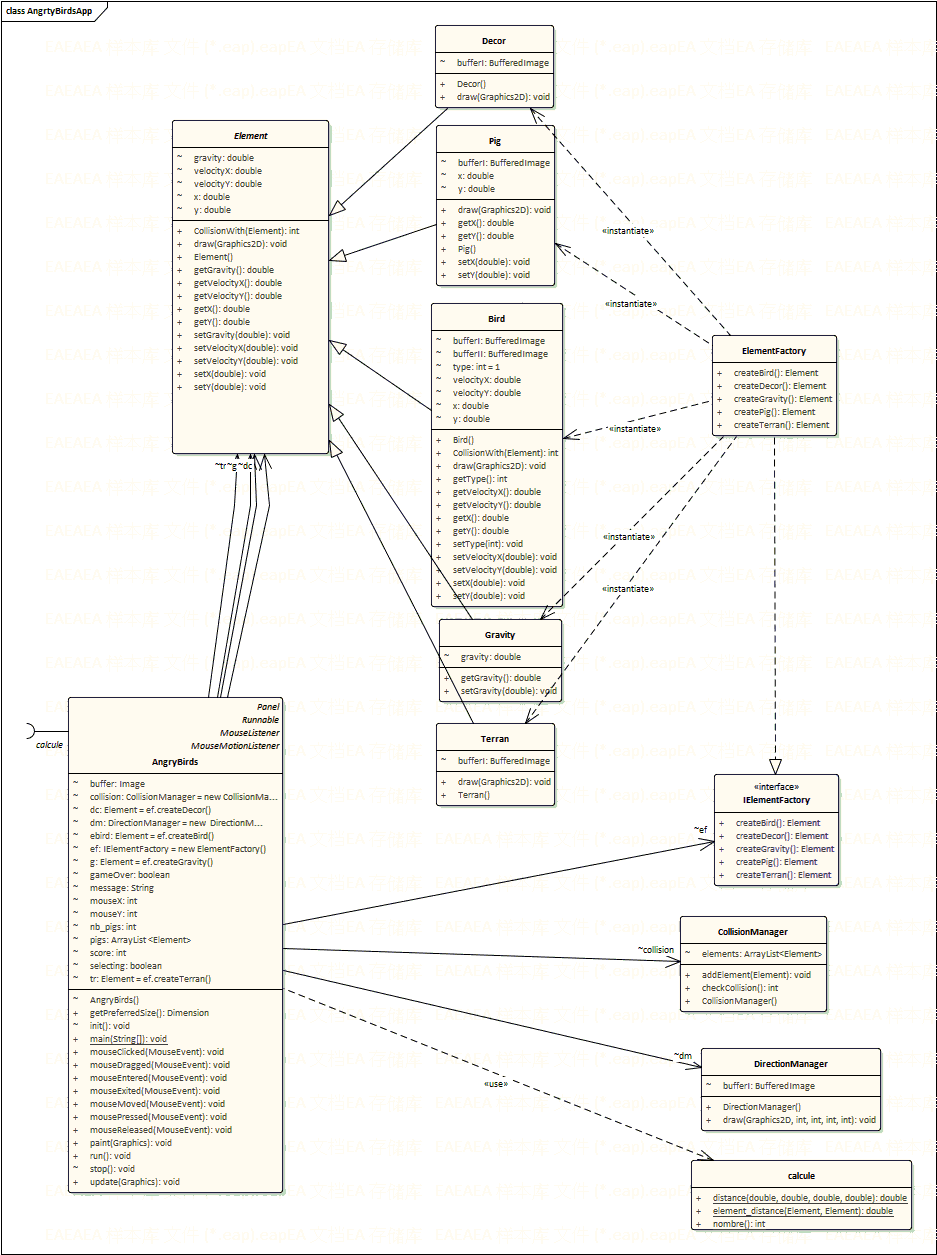 class AngrtyBirdsApp
Decor
~ bufferI: BufferedImage
+ Decor()
+ draw(Graphics2D): void
Element
~ gravity: double
~ velocityX: double
~ velocityY: double
~ x: double
~ y: double
+ CollisionWith(Element): int
+ draw(Graphics2D): void
+ Element()
+ getGravity(): double
+ getVelocityX(): double
+ getVelocityY(): double
+ getX(): double
+ getY(): double
+ setGravity(double): void
+ setVelocityX(double): void
+ setVelocityY(double): void
+ setX(double): void
+ setY(double): void
Pig
~ bufferI: BufferedImage
~ x: double
~ y: double
+ draw(Graphics2D): void
+ getX(): double
+ getY(): double
+ Pig()
+ setX(double): void
+ setY(double): void
«instantiate»
«instantiate»
Bird
~ bufferI: BufferedImage
~ bufferII: BufferedImage
~ type: int = 1
~ velocityX: double
~ velocityY: double
~ x: double
~ y: double
+ Bird()
+ CollisionWith(Element): int
+ draw(Graphics2D): void
+ getType(): int
+ getVelocityX(): double
+ getVelocityY(): double
+ getX(): double
+ getY(): double
+ setType(int): void
+ setVelocityX(double): void
+ setVelocityY(double): void
+ setX(double): void
+ setY(double): void
ElementFactory
+ createBird(): Element
+ createDecor(): Element
+ createGravity(): Element
+ createPig(): Element
+ createTerran(): Element
«instantiate»
«instantiate»
«instantiate»
~tr ~g ~dc
Gravity
~ gravity: double
+ getGravity(): double
+ setGravity(double): void
Terran
~ bufferI: BufferedImage
+ draw(Graphics2D): void
+ Terran()
calcule
Panel
Runnable
MouseListener
MouseMotionListener
AngryBirds
~ buffer: Image
~ collision: CollisionManager = new CollisionMa...
~ dc: Element = ef.createDecor()
~ dm: DirectionManager = new DirectionM...
~ ebird: Element = ef.createBird()
~ ef: IElementFactory = new ElementFactory()
~ g: Element = ef.createGravity()
~ gameOver: boolean
~ message: String
~ mouseX: int
~ mouseY: int
~ nb_pigs: int
~ pigs: ArrayList <Element>
~ score: int
~ selecting: boolean
~ tr: Element = ef.createTerran()
~ AngryBirds()
+ getPreferredSize(): Dimension
~ init(): void
+ main(String[]): void
+ mouseClicked(MouseEvent): void
+ mouseDragged(MouseEvent): void
+ mouseEntered(MouseEvent): void
+ mouseExited(MouseEvent): void
+ mouseMoved(MouseEvent): void
+ mousePressed(MouseEvent): void
+ mouseReleased(MouseEvent): void
+ paint(Graphics): void
+ run(): void
~ stop(): void
+ update(Graphics): void
«interface»
IElementFactory
+ createBird(): Element
+ createDecor(): Element
+ createGravity(): Element
+ createPig(): Element
+ createTerran(): Element
~ef
CollisionManager
~ elements: ArrayList<Element>
+ addElement(Element): void
+ checkCollision(): int
+ CollisionManager()
~collision
DirectionManager
~ bufferI: BufferedImage
+ DirectionManager()
+ draw(Graphics2D, int, int, int, int): void
~dm
«use»
calcule
+ distance(double, double, double, double): double
+ element_distance(Element, Element): double
+ nombre(): int